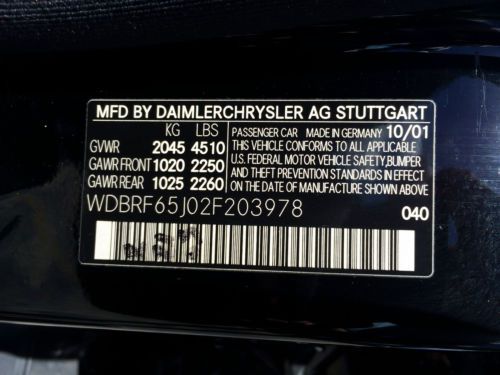 MFD BY DAIMLERCHRYSLER AG STUTTGART
KG LBS
GVWR 2045 4510
GAWR FRONT 1020 2250
GAWR REAR 1025 2260
PASSENGER CAR MADE IN GERMANY 10/01
THIS VEHICLE CONFORMS TO ALL APPLICABLE
U.S. FEDERAL MOTOR VEHICLE SAFETY, BUMPER
AND THEFT PREVENTION STANDARDS IN EFFECT
ON THE DATE OF MANUFACTURE SHOWN ABOVE
WDBRF65J02F203978 040